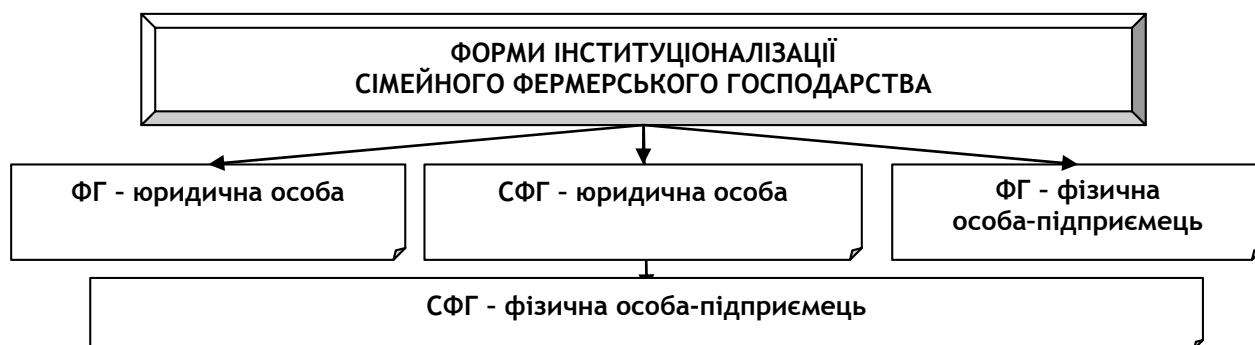 ФОРМИ ІНСТИТУЦІОНАЛІЗАЦІЇ
СІМЕЙНОГО ФЕРМЕРСЬКОГО ГОСПОДАРСТВА
ФГ – юридична особа
СФГ – юридична особа
ФГ – фізична
особа-підприємець
СФГ – фізична особа-підприємець